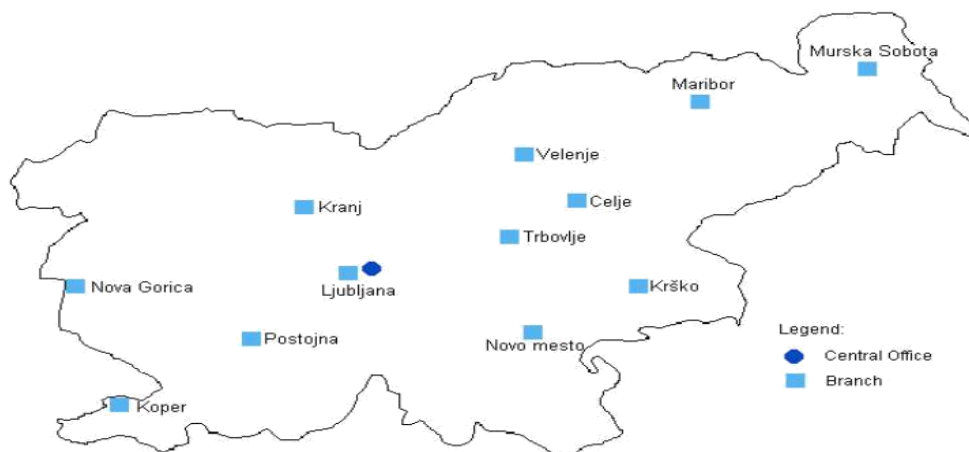 Murska Sobota
Maribor
Velenje
Celje
Kranj
Trbovlje
Ljubljana
Nova Gorica
Krško
Postojna
Novo mesto
Koper
Legend:
Central Office
Branch